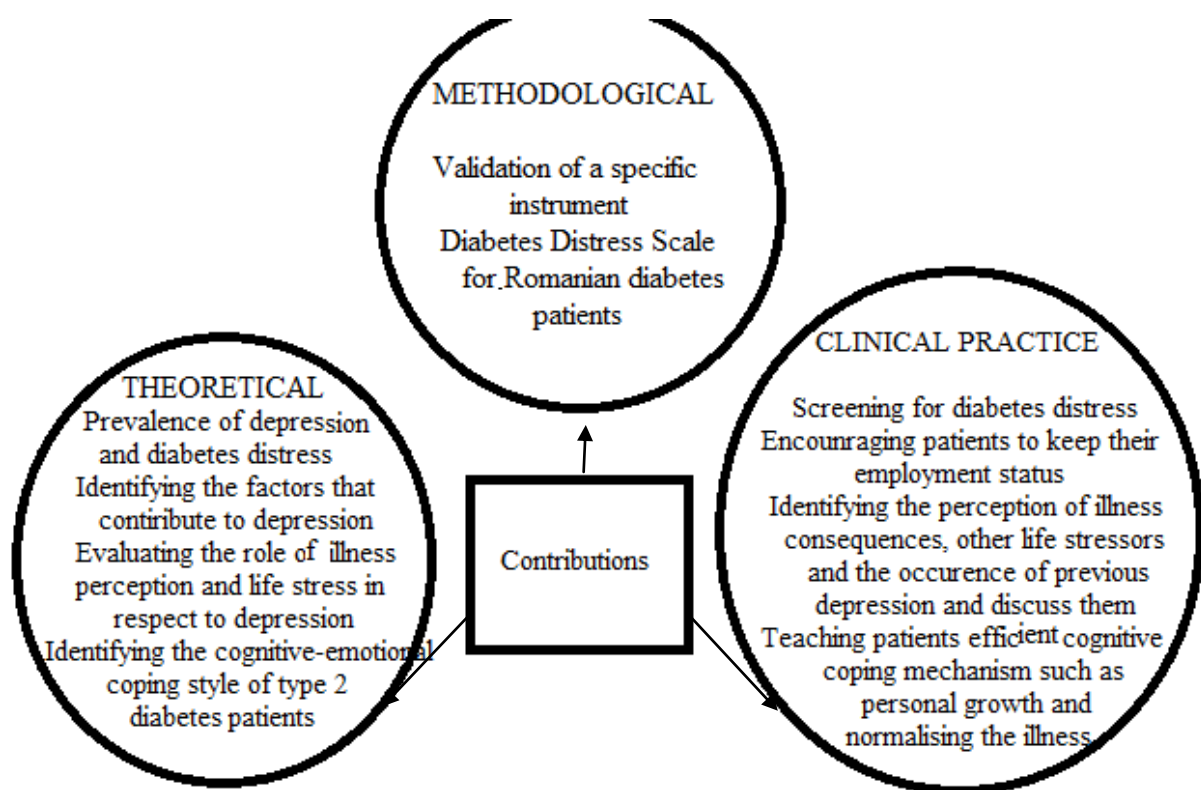 METHODOLOGICAL
Validation of a specific
instrument
Diabetes Distress Scale
for.Romanian diabetes
patients
THEORETICAL
Prevalence of depression
and diabetes distress
Identifying the factors that
contiribute to depression
Evaluating the role of illness
perception and life stress in
respect to depression
Identifying the cognitive-emotional
coping style of type 2
diabetes patients
Contributions
CLINICAL PRACTICE
Screening for diabetes distress
Encounraging patients to keep their
employment status
Identifying the perception of illness
consequences, other life stressors
and the occurence of previous
depression and discuss them
Teaching patients efficient cognitive
coping mechanism such as
personal growth and
normalising the illness